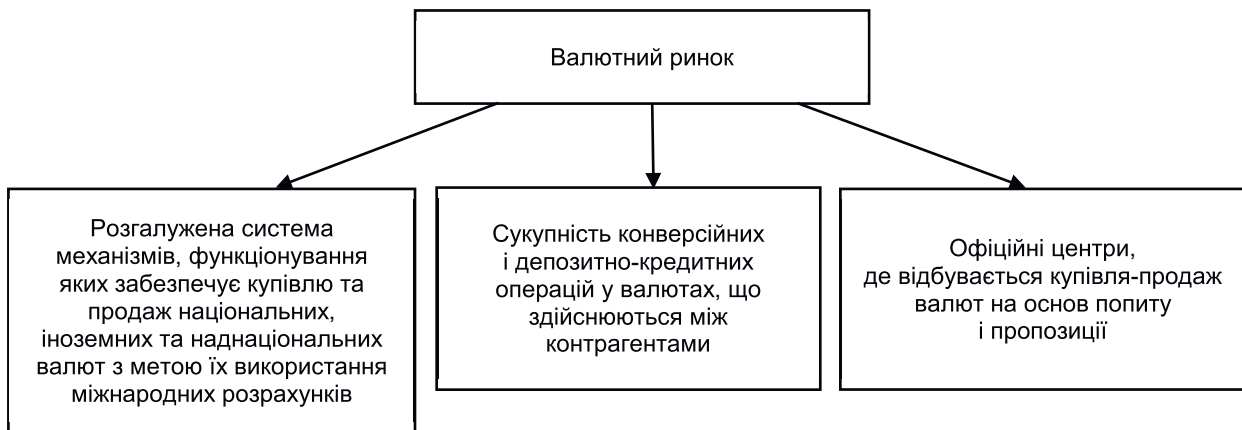 Валютний ринок
Розгалужена система
механізмів, функціонування
яких забезпечує купівлю та
продаж національних,
іноземних та наднаціональних
валют з метою їх використання
міжнародних розрахунків
Сукупність конверсійних
і депозитно-кредитних
операцій у валютах, що
здійснюються між
контрагентами
Офіційні центри,
де відбувається купівля-продаж
валют на основ попиту
і пропозиції